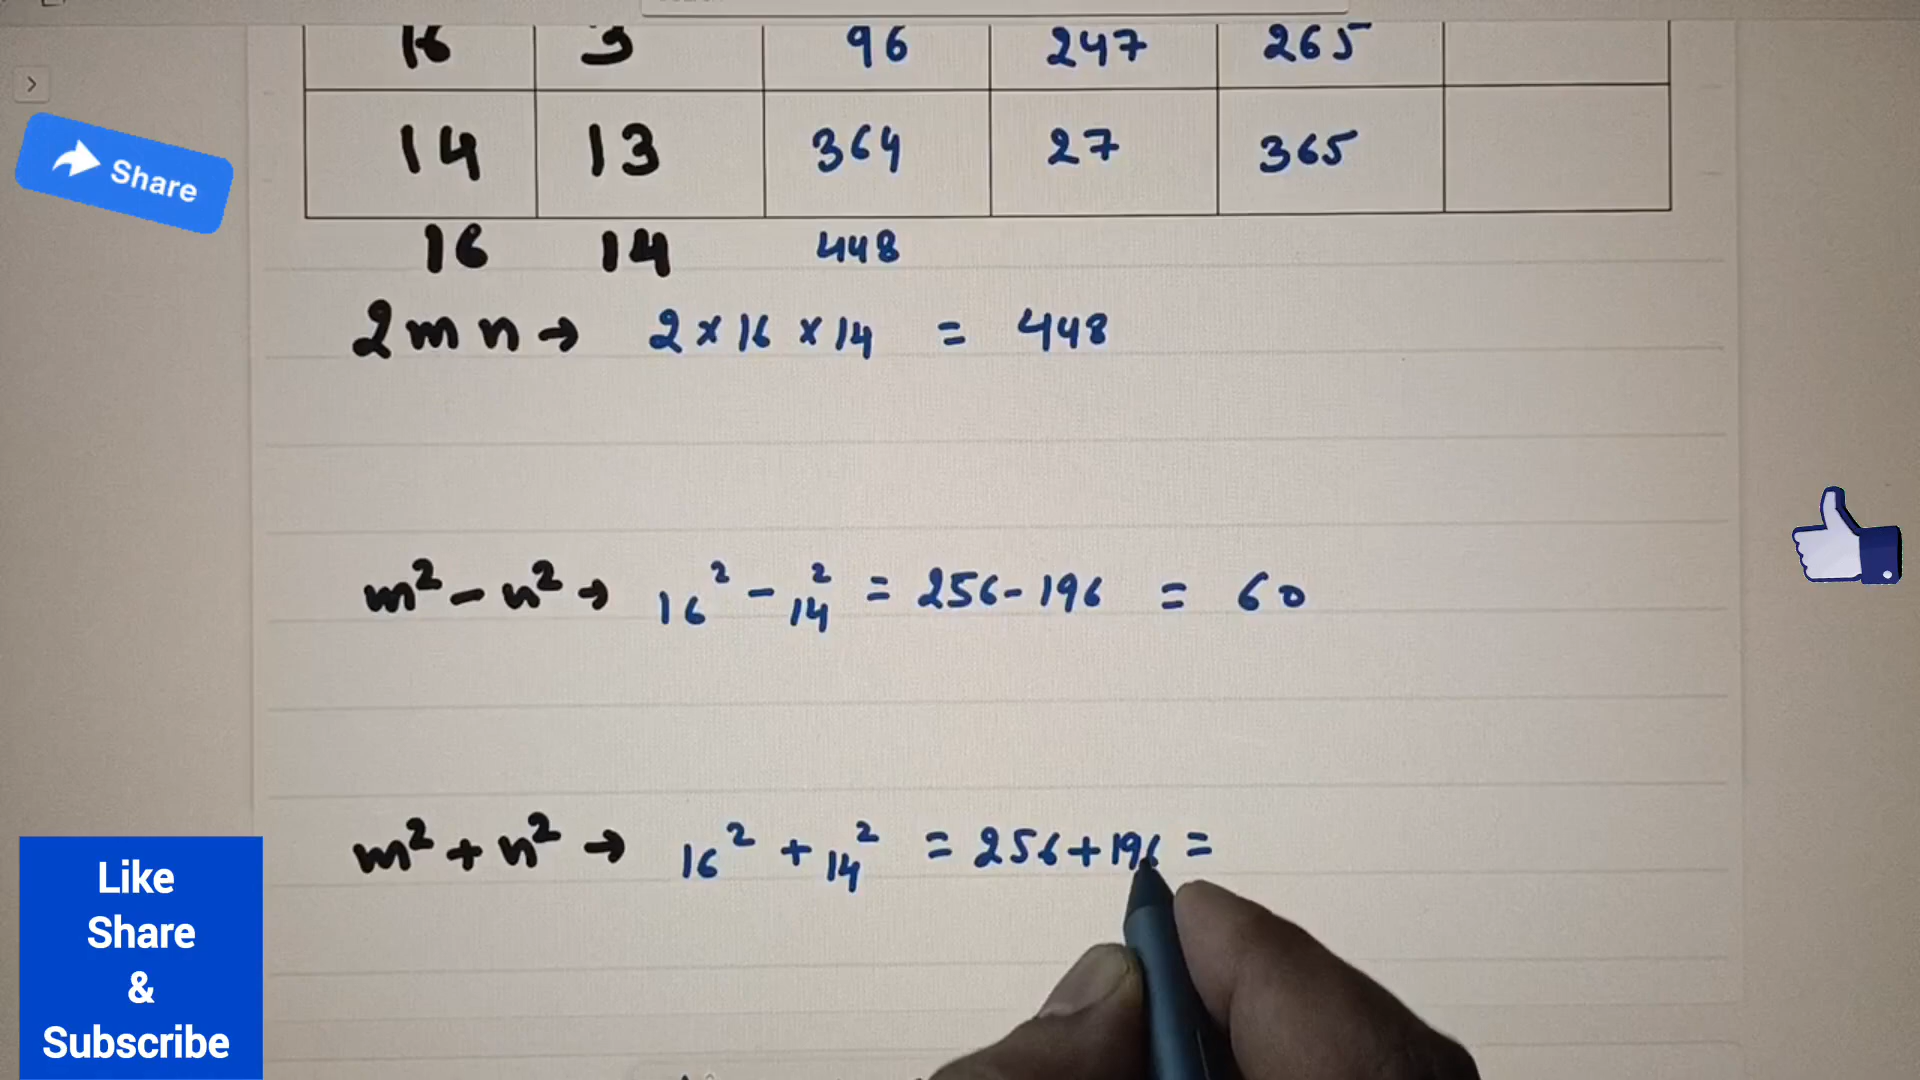 16 3 96 247 265
14 13 364 27 365
16 14 448
2mn → 2 × 16 × 14 = 448
m² - n² → 16² - 14² = 256 - 196 = 60
m² + n² → 16² + 14² = 256 + 196 =
Share
Like
Share
&
Subscribe